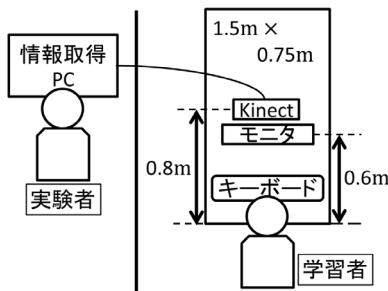 情報取得
PC
実験者
1.5m ×
0.75m
Kinect
モニタ
0.8m
キーボード
0.6m
学習者